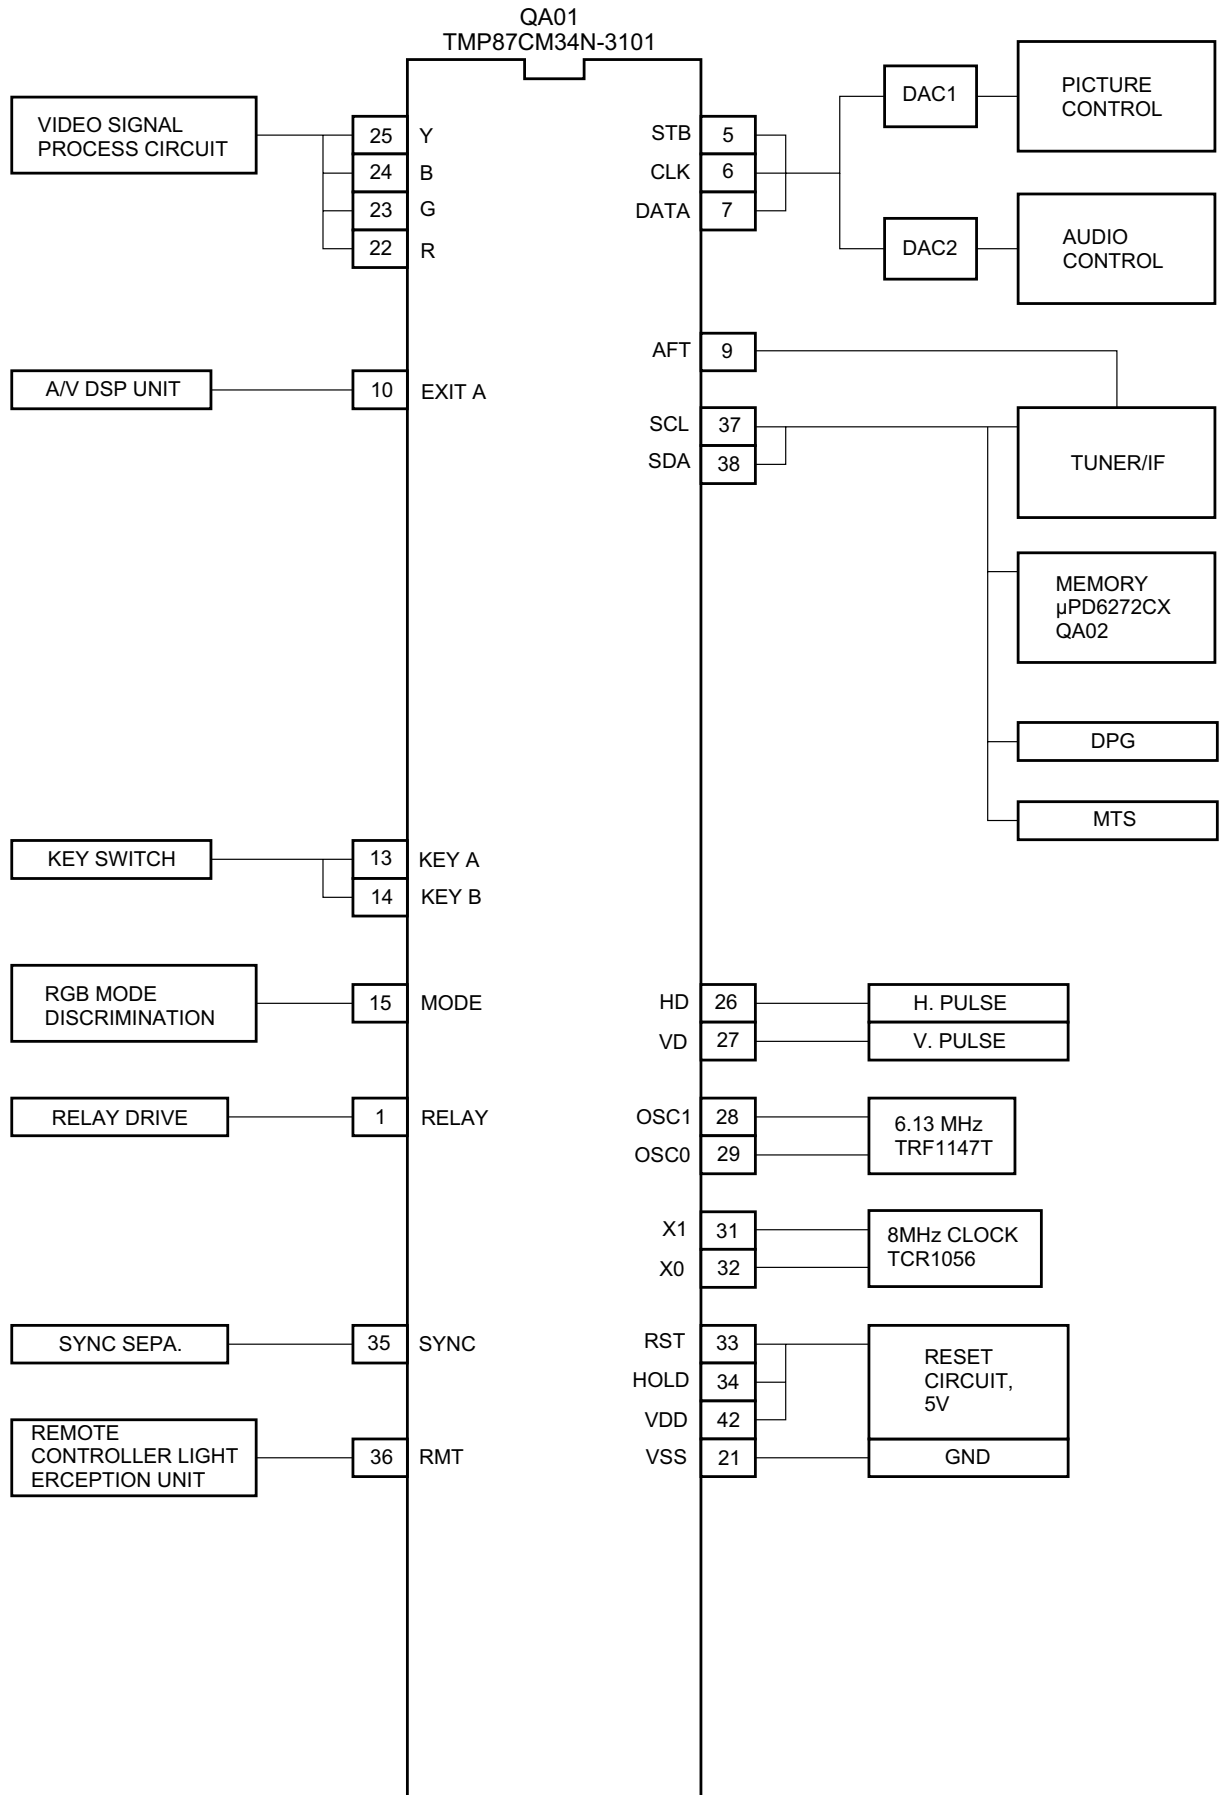 QA01
TMP87CM34N-3101
VIDEO SIGNAL
PROCESS CIRCUIT
25 Y
24 B
23 G
22 R
STB 5
CLK 6
DATA 7
DAC1
PICTURE
CONTROL
DAC2
AUDIO
CONTROL
A/V DSP UNIT
10 EXIT A
AFT 9
SCL 37
SDA 38
TUNER/IF
MEMORY
µPD6272CX
QA02
DPG
MTS
KEY SWITCH
13 KEY A
14 KEY B
RGB MODE
DISCRIMINATION
15 MODE
HD 26
VD 27
H. PULSE
V. PULSE
RELAY DRIVE
1 RELAY
OSC1 28
OSC0 29
6.13 MHz
TRF1147T
X1 31
X0 32
8MHz CLOCK
TCR1056
SYNC SEPA.
35 SYNC
RST 33
HOLD 34
VDD 42
VSS 21
RESET
CIRCUIT,
5V
GND
REMOTE
CONTROLLER LIGHT
ERCEPTION UNIT
36 RMT